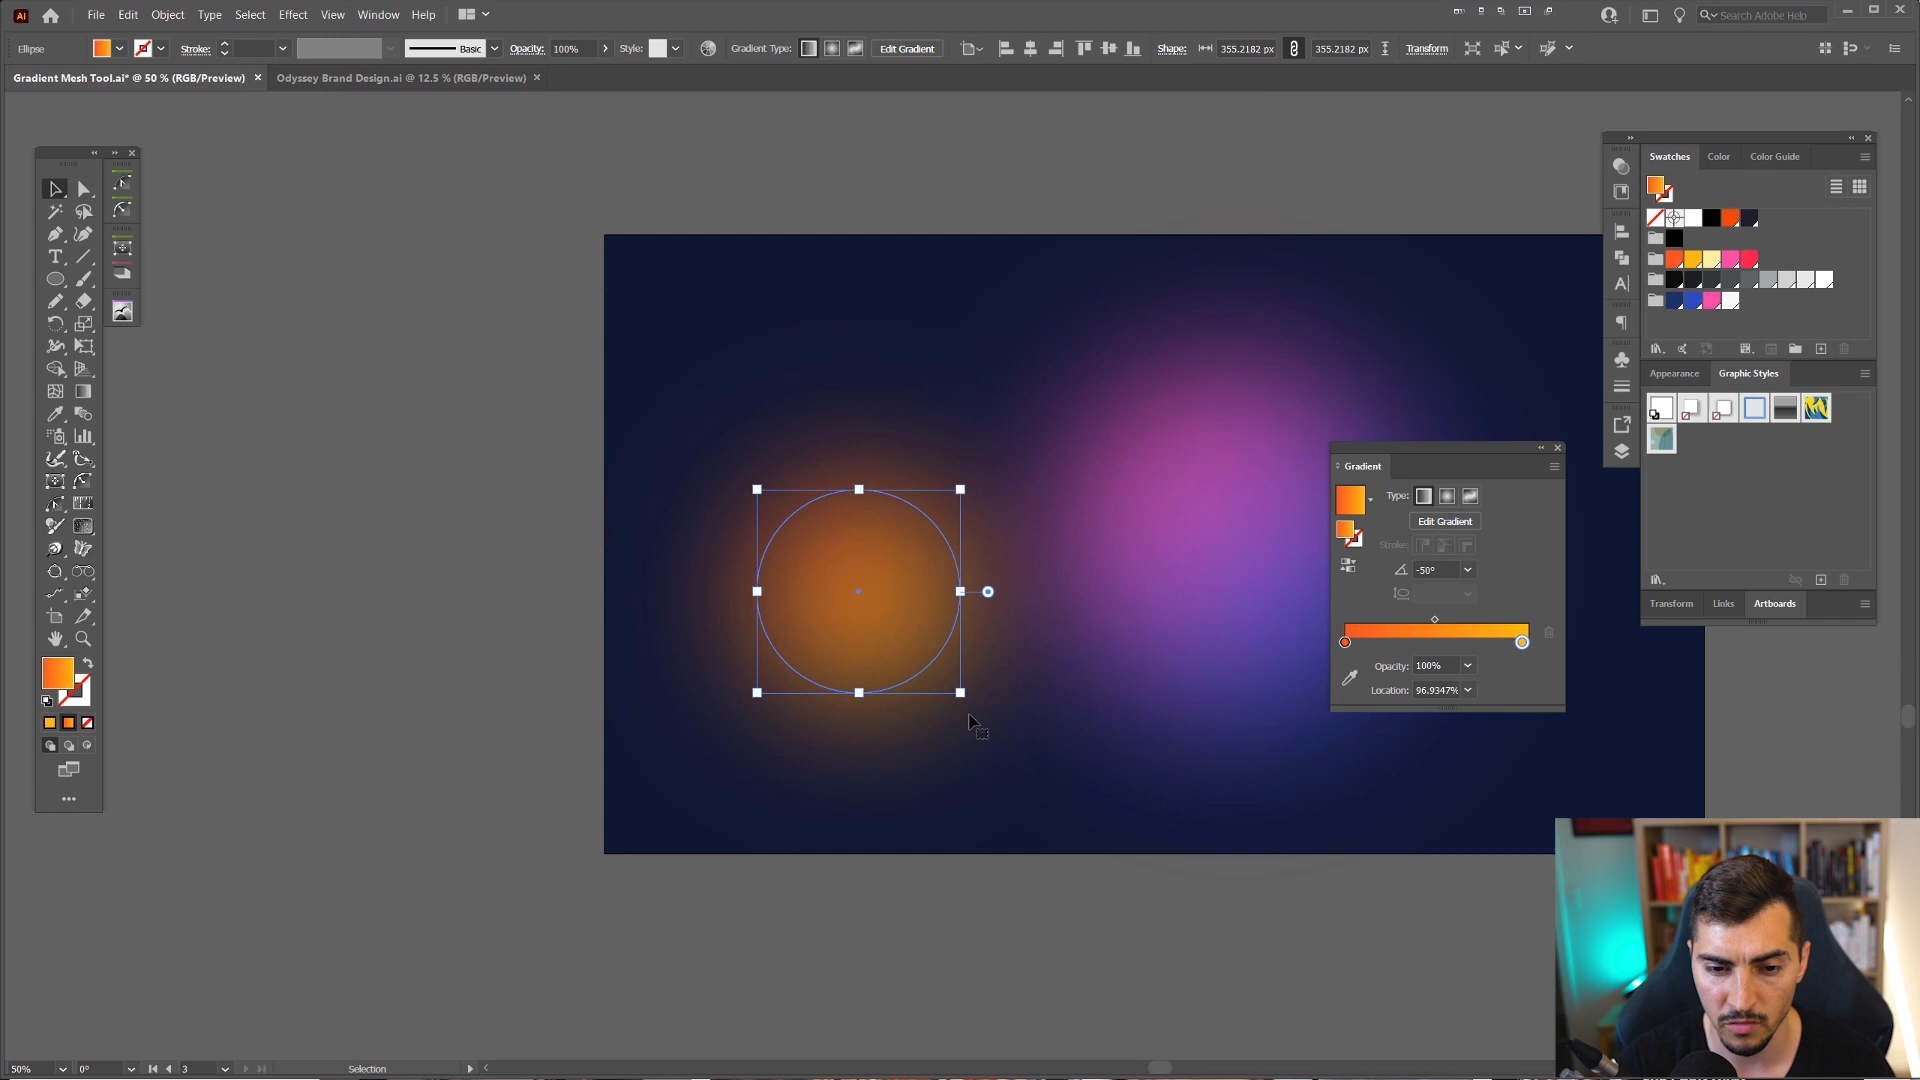 Ai File Edit Object Type Select Effect View Window Help Search Adobe Help
Ellipse Stroke: Basic Opacity: 100% Style: Gradient Type: Edit Gradient Shape: 355.2182 px 355.2182 px Transform
Gradient Mesh Tool.ai* @ 50 % (RGB/Preview) Odyssey Brand Design.ai @ 12.5 % (RGB/Preview)
Swatches Color Color Guide
Appearance Graphic Styles
Transform Links Artboards
Gradient
Type:
Edit Gradient
Stroke:
-50°
Opacity: 100%
Location: 96.9347%
50% 0° 3 Selection